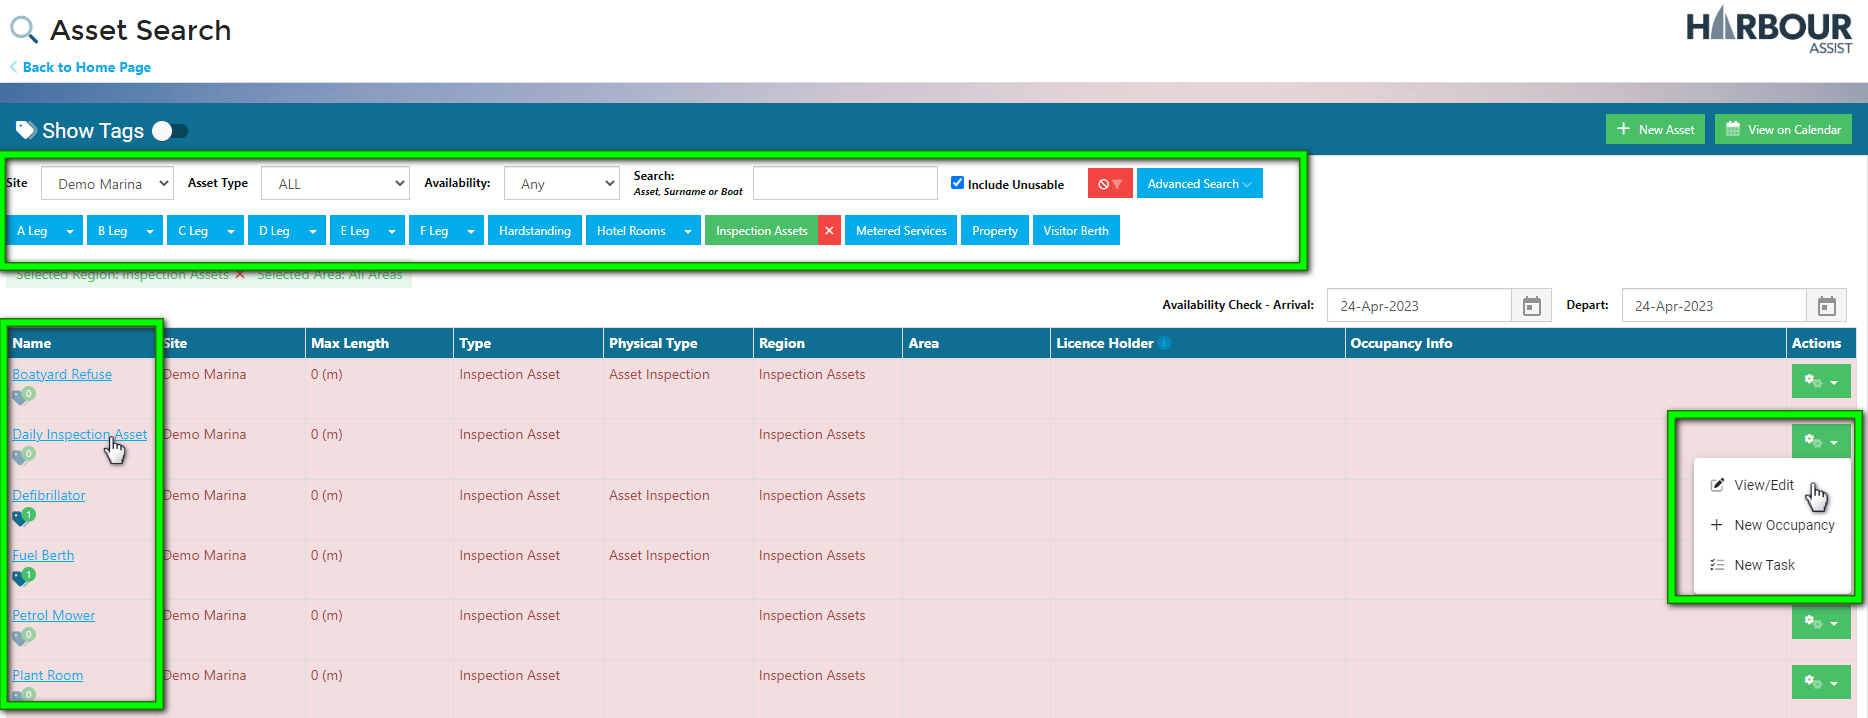 Asset Search
HARBOUR
ASSIST
Back to Home Page
Show Tags
New Asset
View on Calendar
Site
Demo Marina
Asset Type
ALL
Availability:
Any
Search:
Asset, Surname or Boat
Include Unusable
Advanced Search
A Leg
B Leg
C Leg
D Leg
E Leg
F Leg
Hardstanding
Hotel Rooms
Inspection Assets
Metered Services
Property
Visitor Berth
Selected Region: Inspection Assets × Selected Area: All Areas
Availability Check - Arrival: 24-Apr-2023 Depart: 24-Apr-2023
Name Site Max Length Type Physical Type Region Area Licence Holder Occupancy Info Actions
Boatyard Refuse Demo Marina 0 (m) Inspection Asset Asset Inspection Inspection Assets
0
Daily Inspection Asset Demo Marina 0 (m) Inspection Asset Inspection Assets
0
View/Edit
Defibrillator Demo Marina 0 (m) Inspection Asset Asset Inspection Inspection Assets
1
New Occupancy
Fuel Berth Demo Marina 0 (m) Inspection Asset Asset Inspection Inspection Assets
New Task
1
Petrol Mower Demo Marina 0 (m) Inspection Asset Inspection Assets
0
Plant Room Demo Marina 0 (m) Inspection Asset Inspection Assets
0